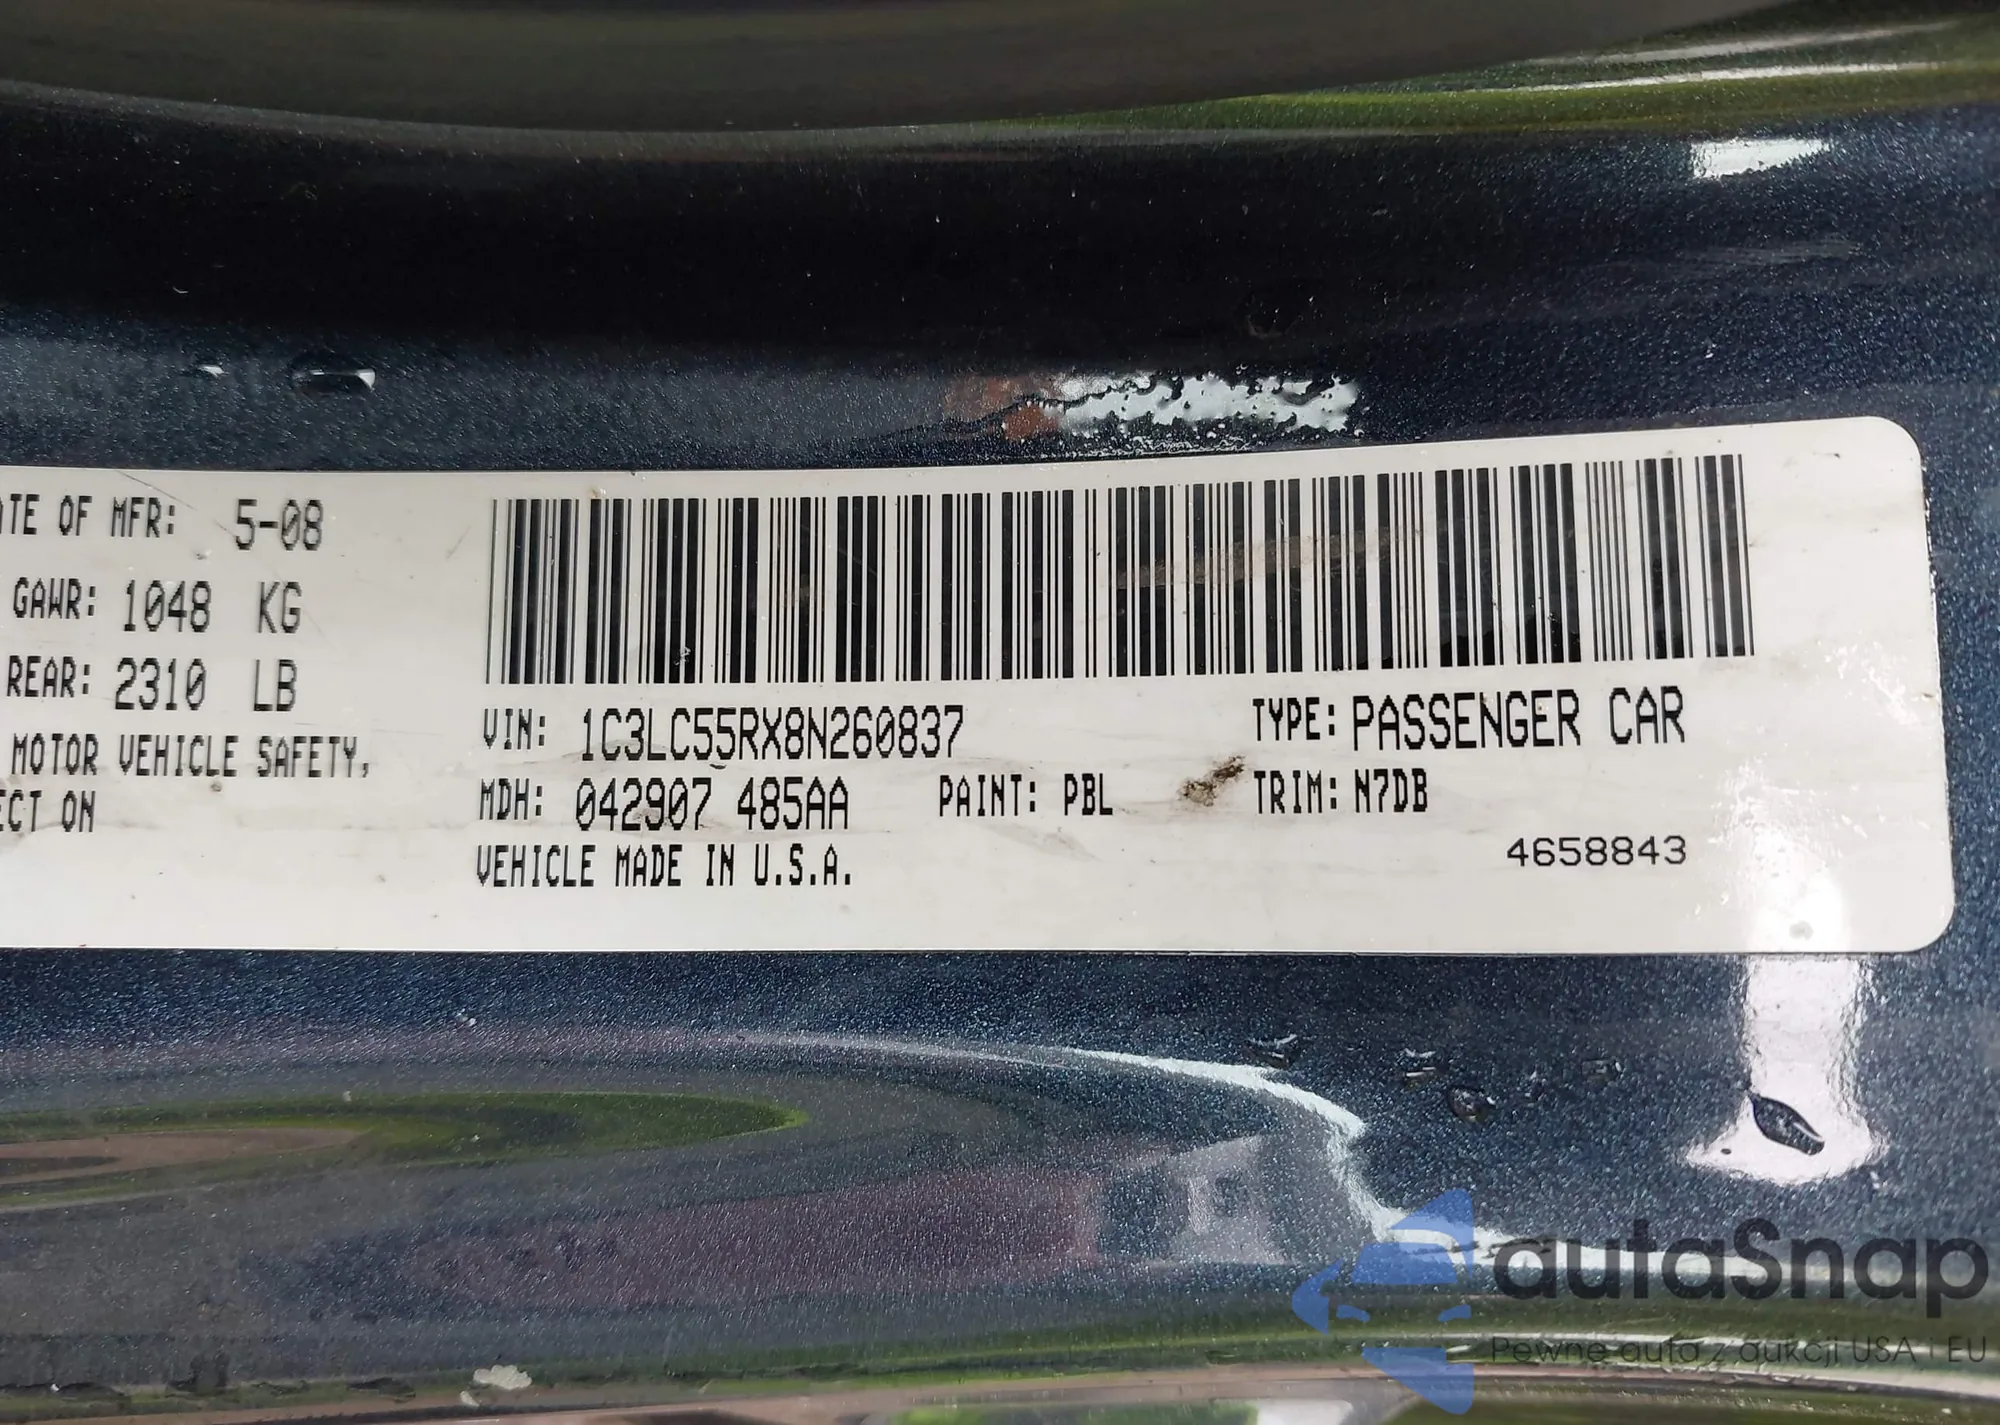 ATE OF MFR: 5-08
GAWR: 1048 KG
REAR: 2310 LB
MOTOR VEHICLE SAFETY,
ECT ON
VIN: 1C3LC55RX8N260837 TYPE: PASSENGER CAR
MDH: 042907 485AA PAINT: PBL TRIM: N7DB
VEHICLE MADE IN U.S.A. 4658843
autaSnap
Pewne auta z aukcji USA i EU